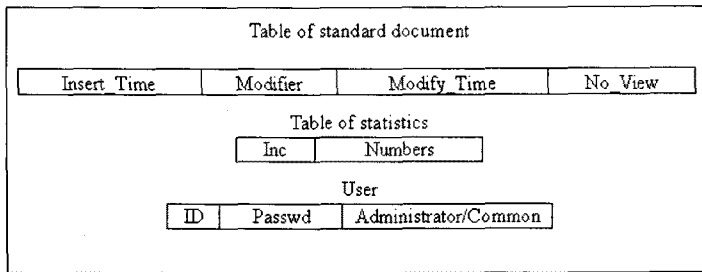 Table of standard document
Insert_Time Modifier Modify_Time No_View
Table of statistics
Inc Numbers
User
ID Passwd Administrator/Common